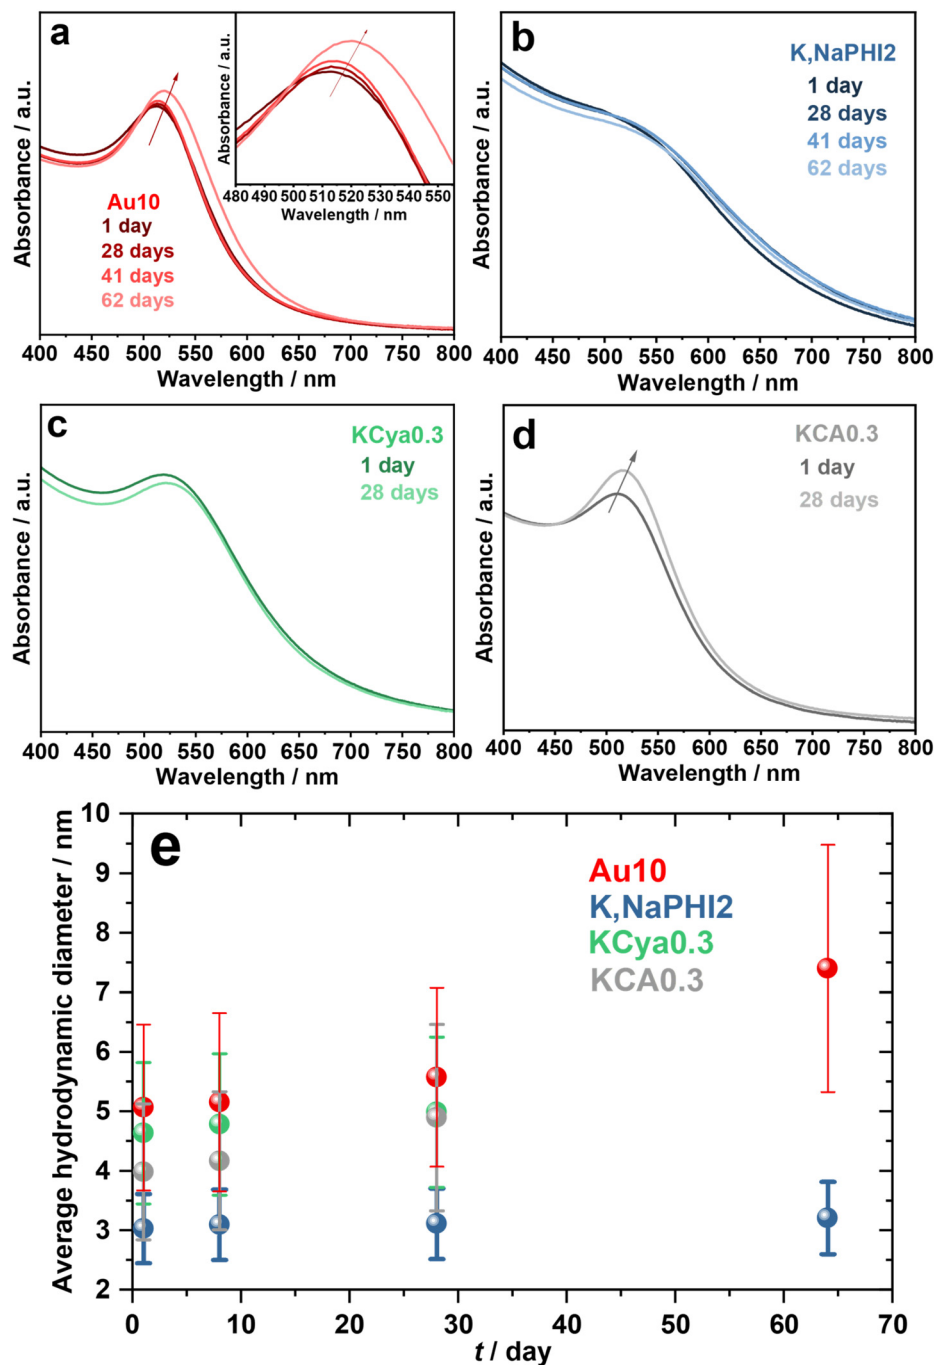 a
Absorbance / a.u.
Au10
1 day
28 days
41 days
62 days
400 450 500 550 600 650 700 750 800
Wavelength / nm
Absorbance / a.u.
480 490 500 510 520 530 540 550
Wavelength / nm
b
Absorbance / a.u.
K,NaPHI2
1 day
28 days
41 days
62 days
400 450 500 550 600 650 700 750 800
Wavelength / nm
c
Absorbance / a.u.
KCya0.3
1 day
28 days
400 450 500 550 600 650 700 750 800
Wavelength / nm
d
Absorbance / a.u.
KCA0.3
1 day
28 days
400 450 500 550 600 650 700 750 800
Wavelength / nm
e
Average hydrodynamic diameter / nm
10
9
8
7
6
5
4
3
2
Au10
K,NaPHI2
KCya0.3
KCA0.3
0 10 20 30 40 50 60 70
t / day